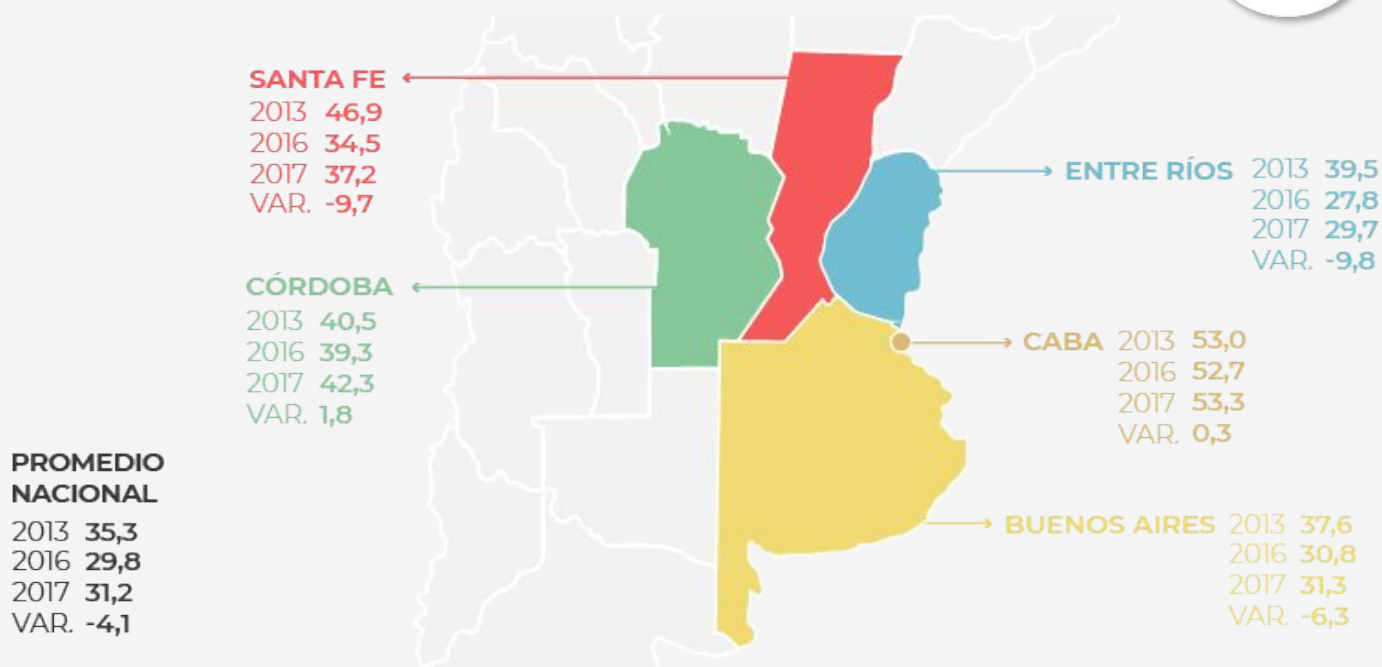 SANTA FE
2013 46,9
2016 34,5
2017 37,2
VAR. -9,7
ENTRE RÍOS 2013 39,5
2016 27,8
2017 29,7
VAR. -9,8
CÓRDOBA
2013 40,5
2016 39,3
2017 42,3
VAR. 1,8
CABA 2013 53,0
2016 52,7
2017 53,3
VAR. 0,3
PROMEDIO
NACIONAL
2013 35,3
2016 29,8
2017 31,2
VAR. -4,1
BUENOS AIRES 2013 37,6
2016 30,8
2017 31,3
VAR. -6,3